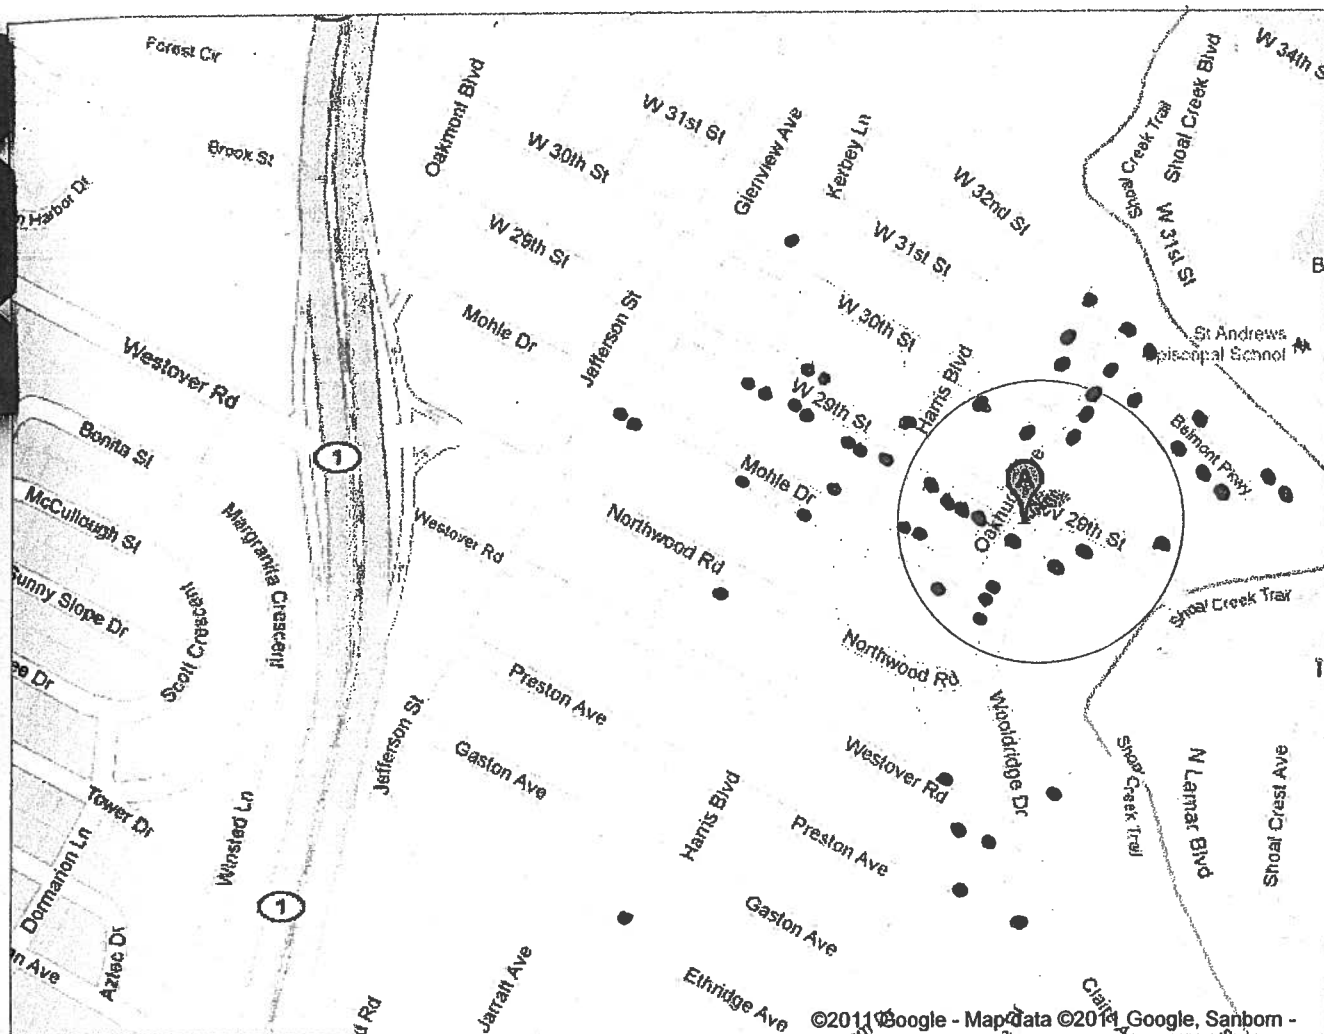 Forest Cir
Brook St
Harbor Dr
Oakmont Blvd
W 31st St
W 30th St
W 29th St
Mohle Dr
Jefferson St
Glenview Ave
Kerbey Ln
W 32nd St
W 31st St
W 30th St
Harris Blvd
W 34th S
Shoal Creek Blvd
Shoal Creek Trail
W 31st St
St Andrews
Episcopal School
Westover Rd
Bonita St
McCullough St
Sunny Slope Dr
Dr
Margranita Crescent
Scott Crescent
1
Westover Rd
W 29th St
Mohle Dr
Northwood Rd
A
W 29th St
Belmont Pkwy
Shoal Creek Trail
Northwood Rd
Wooldridge Dr
Preston Ave
Jefferson St
Gaston Ave
Tower Dr
Dormarion Ln
Winsted Ln
1
Aztec Dr
Ave
Harris Blvd
Westover Rd
Preston Ave
Gaston Ave
Ethridge Ave
Jarratt Ave
d Rd
Shoal Creek Trail
N Lamar Blvd
Shoal Crest Ave
©2011 Google - Map data ©2011 Google, Sanborn -